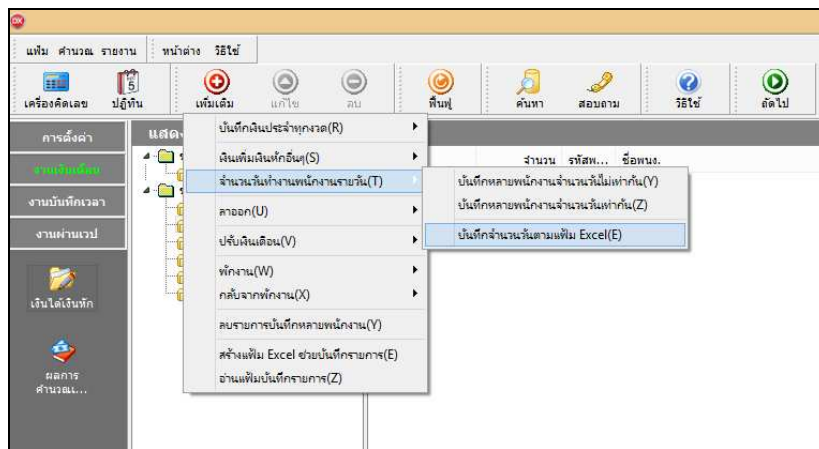 แฟ้ม คำนวณ รายงาน หน้าต่าง วิธีใช้
เครื่องคิดเลข ปฏิทิน เพิ่มเติม แก้ไข ลบ ฟื้นฟู ค้นหา สอบถาม วิธีใช้ ถัดไป
การตั้งค่า
งานเงินเดือน
งานบันทึกเวลา
งานผ่านเวป
เงินได้เงินหัก
ผลการ
คำนวณ...
แสดง
จำนวน รหัสพ... ชื่อพนง.
บันทึกเงินประจำทุกงวด(R)
เงินเพิ่มเงินหักอื่นๆ(S)
จำนวนวันทำงานพนักงานรายวัน(T)
ลาออก(U)
ปรับเงินเดือน(V)
พักงาน(W)
กลับจากพักงาน(X)
ลบรายการบันทึกหลายพนักงาน(Y)
สร้างแฟ้ม Excel ช่วยบันทึกรายการ(E)
อ่านแฟ้มบันทึกรายการ(Z)
บันทึกหลายพนักงานจำนวนวันไม่เท่ากัน(Y)
บันทึกหลายพนักงานจำนวนวันเท่ากัน(Z)
บันทึกจำนวนวันตามแฟ้ม Excel(E)